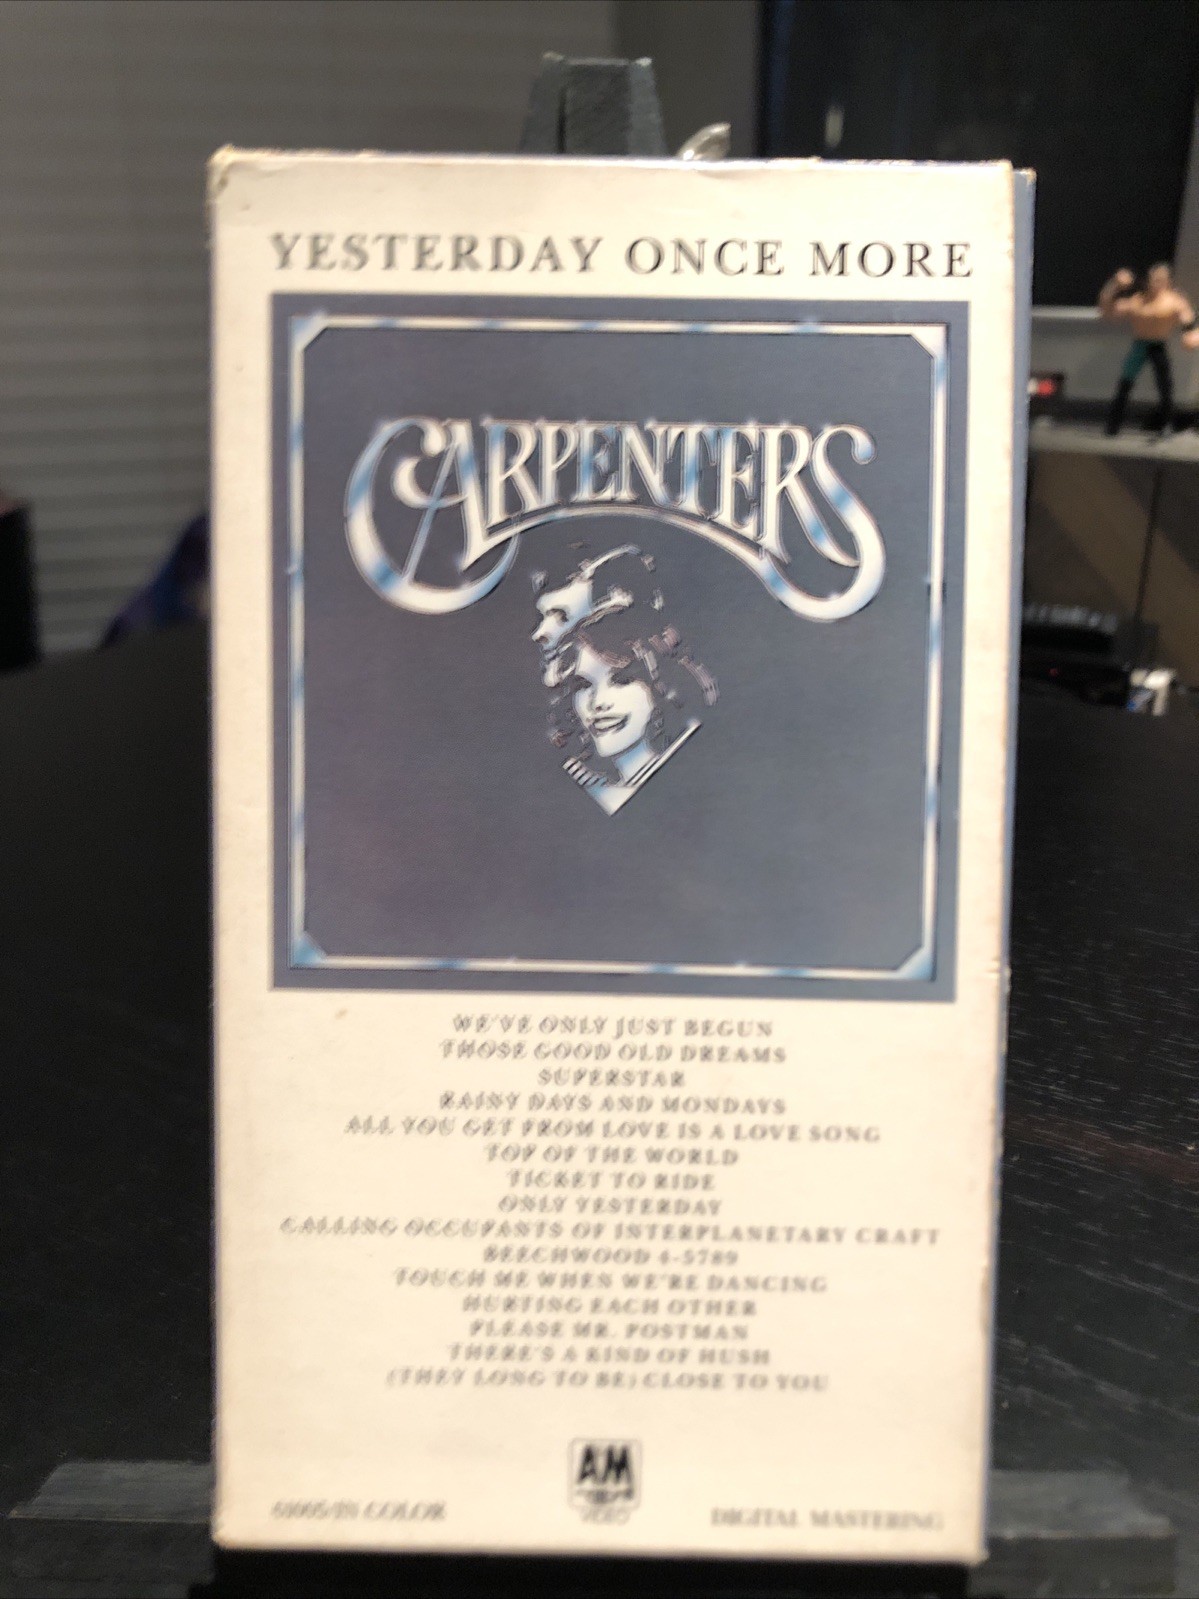 YESTERDAY ONCE MORE
CARPENTERS
WE'VE ONLY JUST BEGUN
THOSE GOOD OLD DREAMS
SUPERSTAR
RAINY DAYS AND MONDAYS
ALL YOU GET FROM LOVE IS A LOVE SONG
TOP OF THE WORLD
TICKET TO RIDE
ONLY YESTERDAY
CALLING OCCUPANTS OF INTERPLANETARY CRAFT
BEECHWOOD 4-5789
TOUCH ME WHEN WE'RE DANCING
HURTING EACH OTHER
PLEASE MR. POSTMAN
THERE'S A KIND OF HUSH
(THEY LONG TO BE) CLOSE TO YOU
A&M
VIDEO
61005/IN COLOR
DIGITAL MASTERING